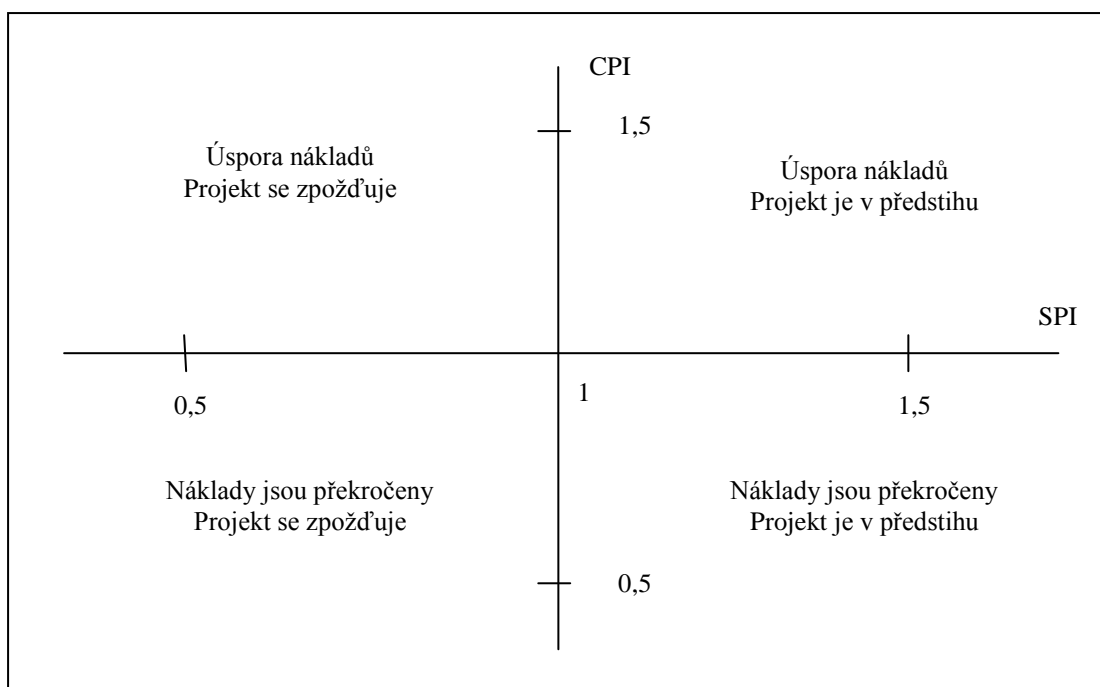 CPI
1,5
Úspora nákladů
Projekt se zpožďuje
Úspora nákladů
Projekt je v předstihu
SPI
0,5
1
1,5
Náklady jsou překročeny
Projekt se zpožďuje
Náklady jsou překročeny
Projekt je v předstihu
0,5